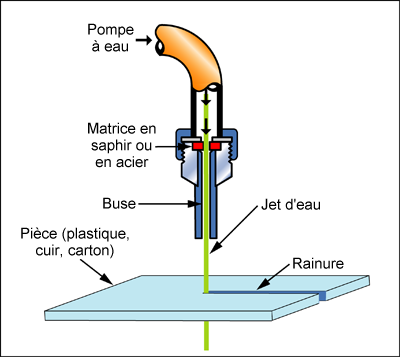 Pompe
à eau
Matrice en
saphir ou
en acier
Buse
Jet d'eau
Pièce (plastique,
cuir, carton)
Rainure